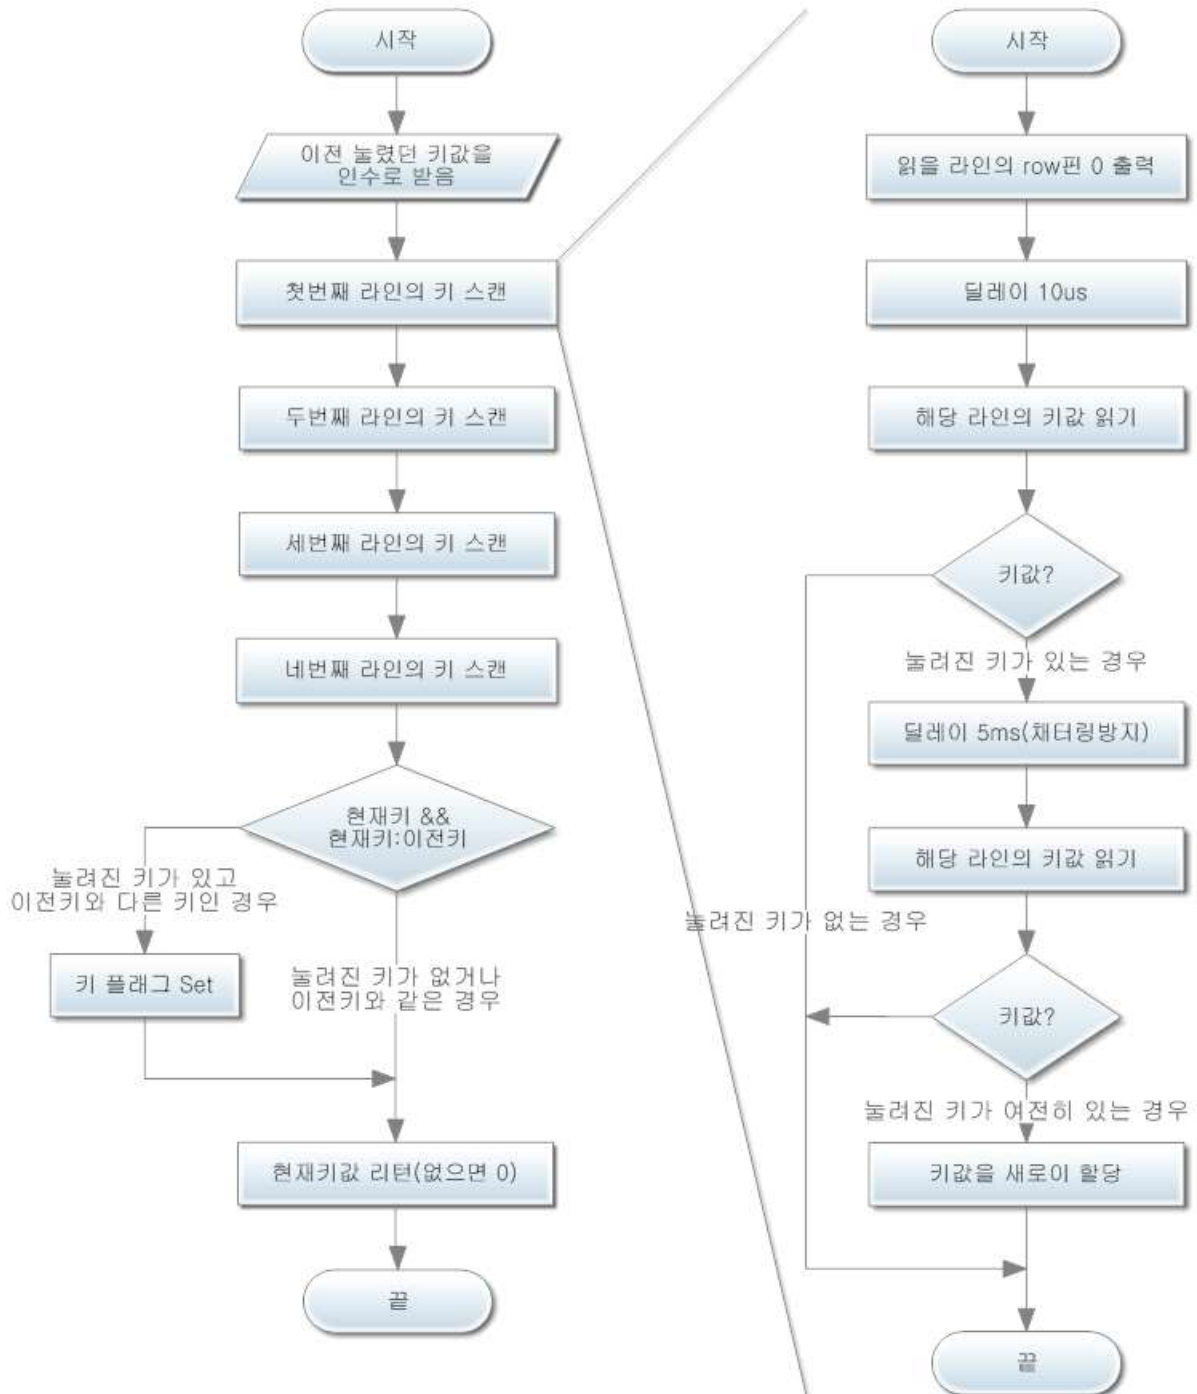 시작
이전 눌렸던 키값을
인수로 받음
첫번째 라인의 키 스캔
두번째 라인의 키 스캔
세번째 라인의 키 스캔
네번째 라인의 키 스캔
현재키 &&
현재키:이전키
눌려진 키가 있고
이전키와 다른 키인 경우
키 플래그 Set
눌려진 키가 없거나
이전키와 같은 경우
현재키값 리턴(없으면 0)
끝
시작
읽을 라인의 row핀 0 출력
딜레이 10us
해당 라인의 키값 읽기
키값?
눌려진 키가 있는 경우
딜레이 5ms(채터링방지)
해당 라인의 키값 읽기
눌려진 키가 없는 경우
키값?
눌려진 키가 여전히 있는 경우
키값을 새로이 할당
끝